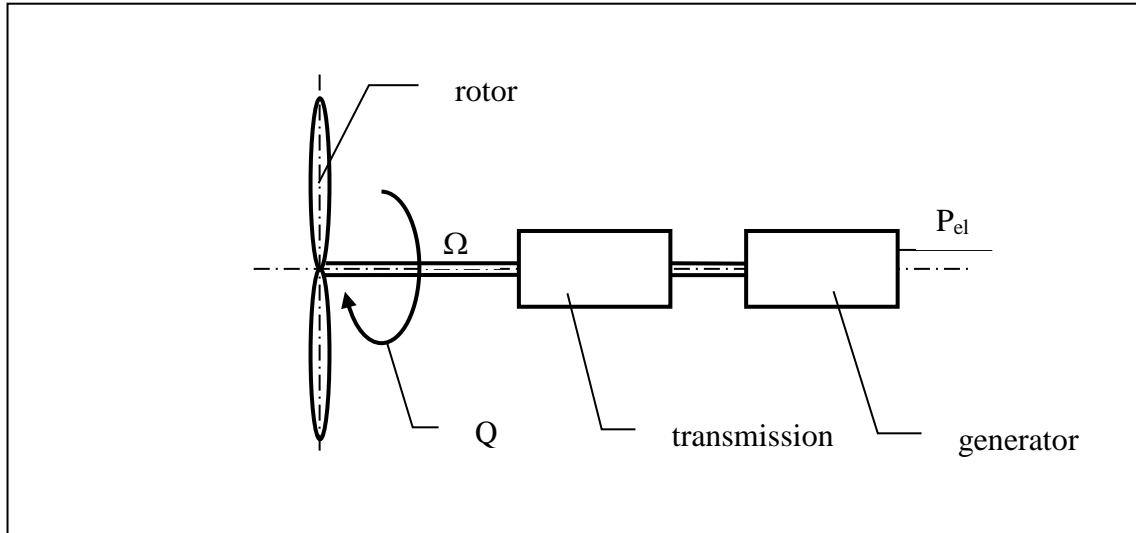 rotor
Ω
P_el
Q
transmission
generator